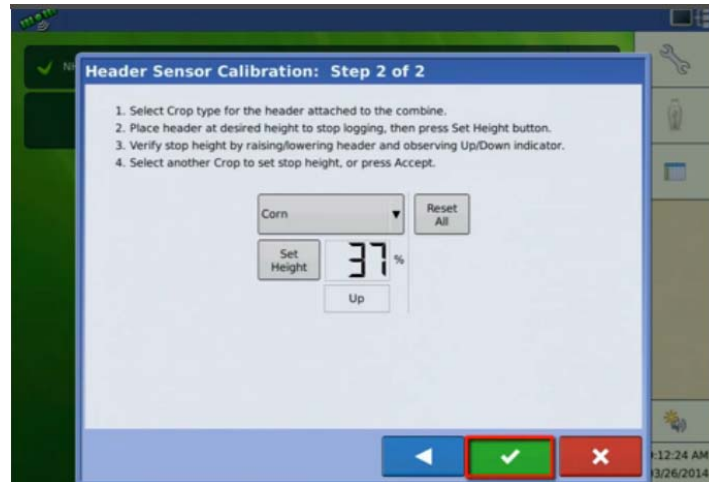 Header Sensor Calibration: Step 2 of 2
1. Select Crop type for the header attached to the combine.
2. Place header at desired height to stop logging, then press Set Height button.
3. Verify stop height by raising/lowering header and observing Up/Down indicator.
4. Select another Crop to set stop height, or press Accept.
Corn
Reset
All
Set
Height
37 %
Up
:12:24 AM
03/26/2014